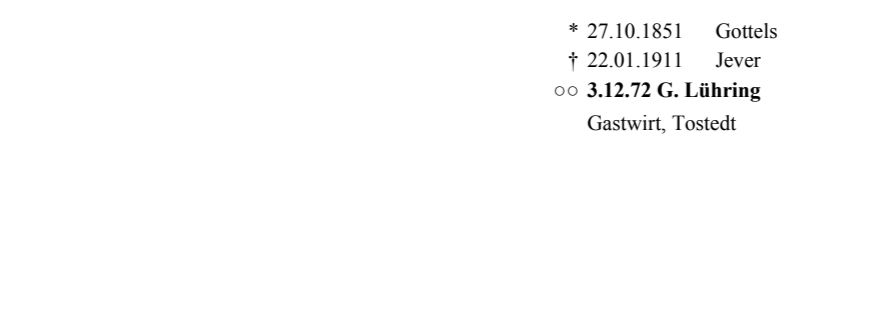 * 27.10.1851 Gottels
† 22.01.1911 Jever
○○ 3.12.72 G. Lühring
Gastwirt, Tostedt